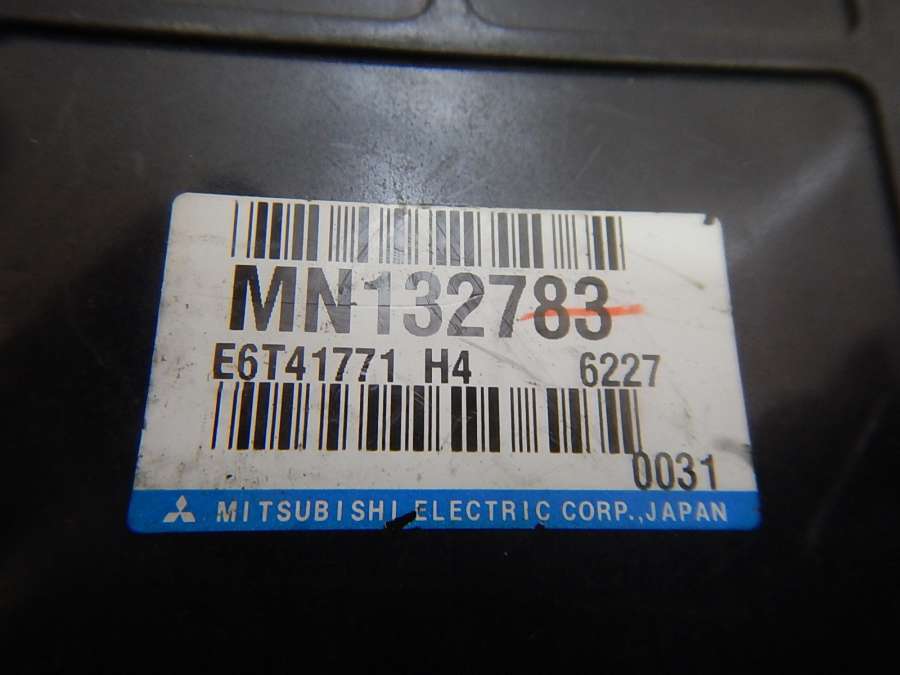 MN132783
E6T41771 H4 6227
0031
MITSUBISHI ELECTRIC CORP., JAPAN